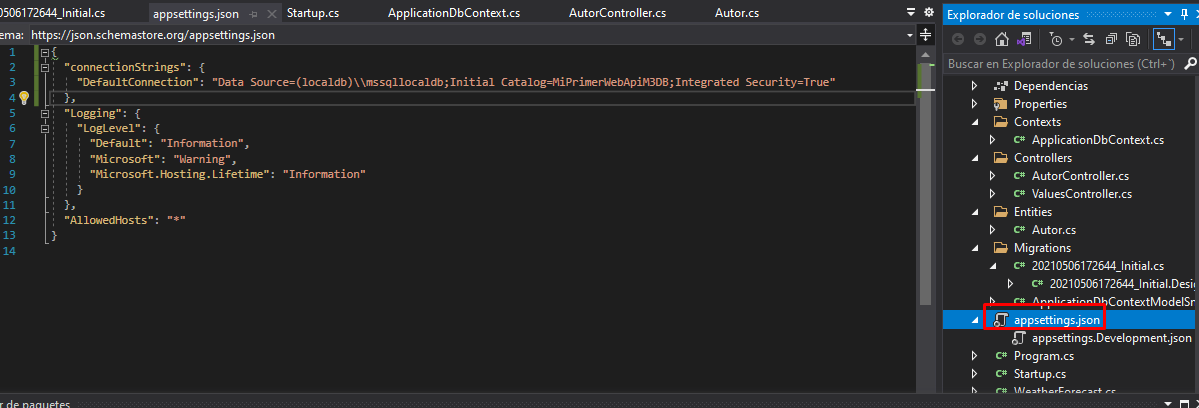 0506172644_Initial.cs appsettings.json Startup.cs ApplicationDbContext.cs AutorController.cs Autor.cs
ema: https://json.schemastore.org/appsettings.json
1 {
2 "connectionStrings": {
3 "DefaultConnection": "Data Source=(localdb)\\mssqllocaldb;Initial Catalog=MiPrimerWebApiM3DB;Integrated Security=True"
4 },
5 "Logging": {
6 "LogLevel": {
7 "Default": "Information",
8 "Microsoft": "Warning",
9 "Microsoft.Hosting.Lifetime": "Information"
10 }
11 },
12 "AllowedHosts": "*"
13 }
14
Explorador de soluciones
Buscar en Explorador de soluciones (Ctrl+¨)
Dependencias
Properties
Contexts
C# ApplicationDbContext.cs
Controllers
C# AutorController.cs
C# ValuesController.cs
Entities
C# Autor.cs
Migrations
C# 20210506172644_Initial.cs
C# 20210506172644_Initial.Desig
C# ApplicationDbContextModelSn
appsettings.json
appsettings.Development.json
C# Program.cs
C# Startup.cs
C# WeatherForecast.cs
r de paquetes